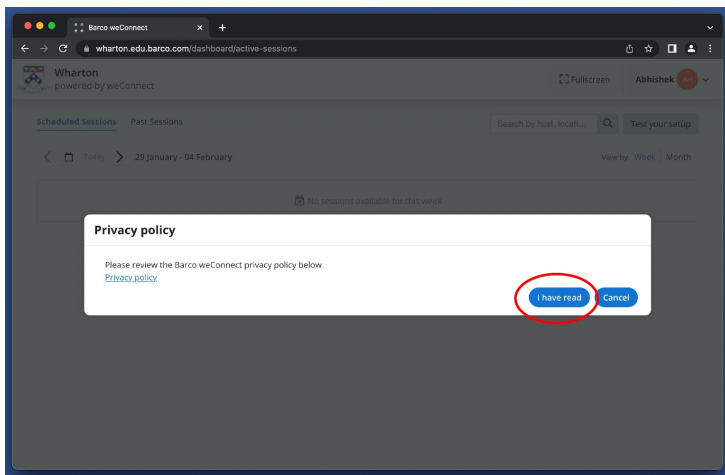 Barco weConnect
wharton.edu.barco.com/dashboard/active-sessions
Wharton
powered by weConnect
Fullscreen
Abhishek
Scheduled Sessions Past Sessions
Search by host, locati...
Test your setup
Today 29 January - 04 February
View by: Week Month
No sessions available for this week
Privacy policy
Please review the Barco weConnect privacy policy below
Privacy policy
I have read Cancel